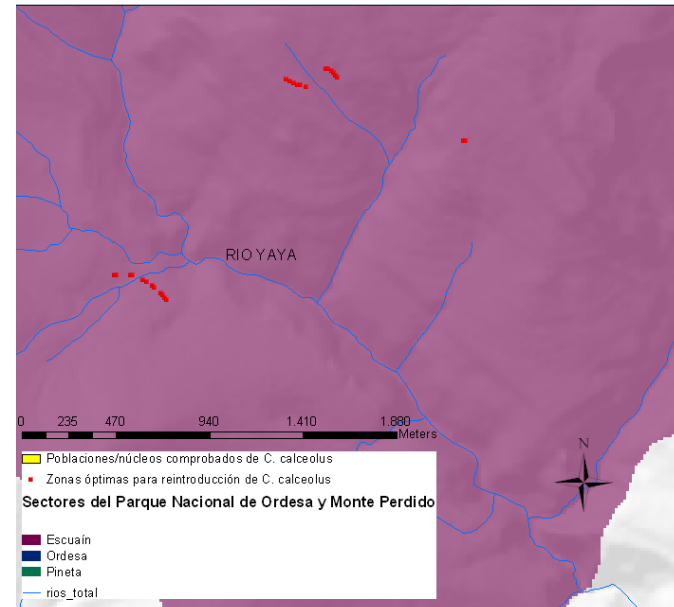 RIO YAYA
0 235 470 940 1.410 1.880
Meters
N
Poblaciones/núcleos comprobados de C. calceolus
Zonas óptimas para reintroducción de C. calceolus
Sectores del Parque Nacional de Ordesa y Monte Perdido
Escuaín
Ordesa
Pineta
rios_total